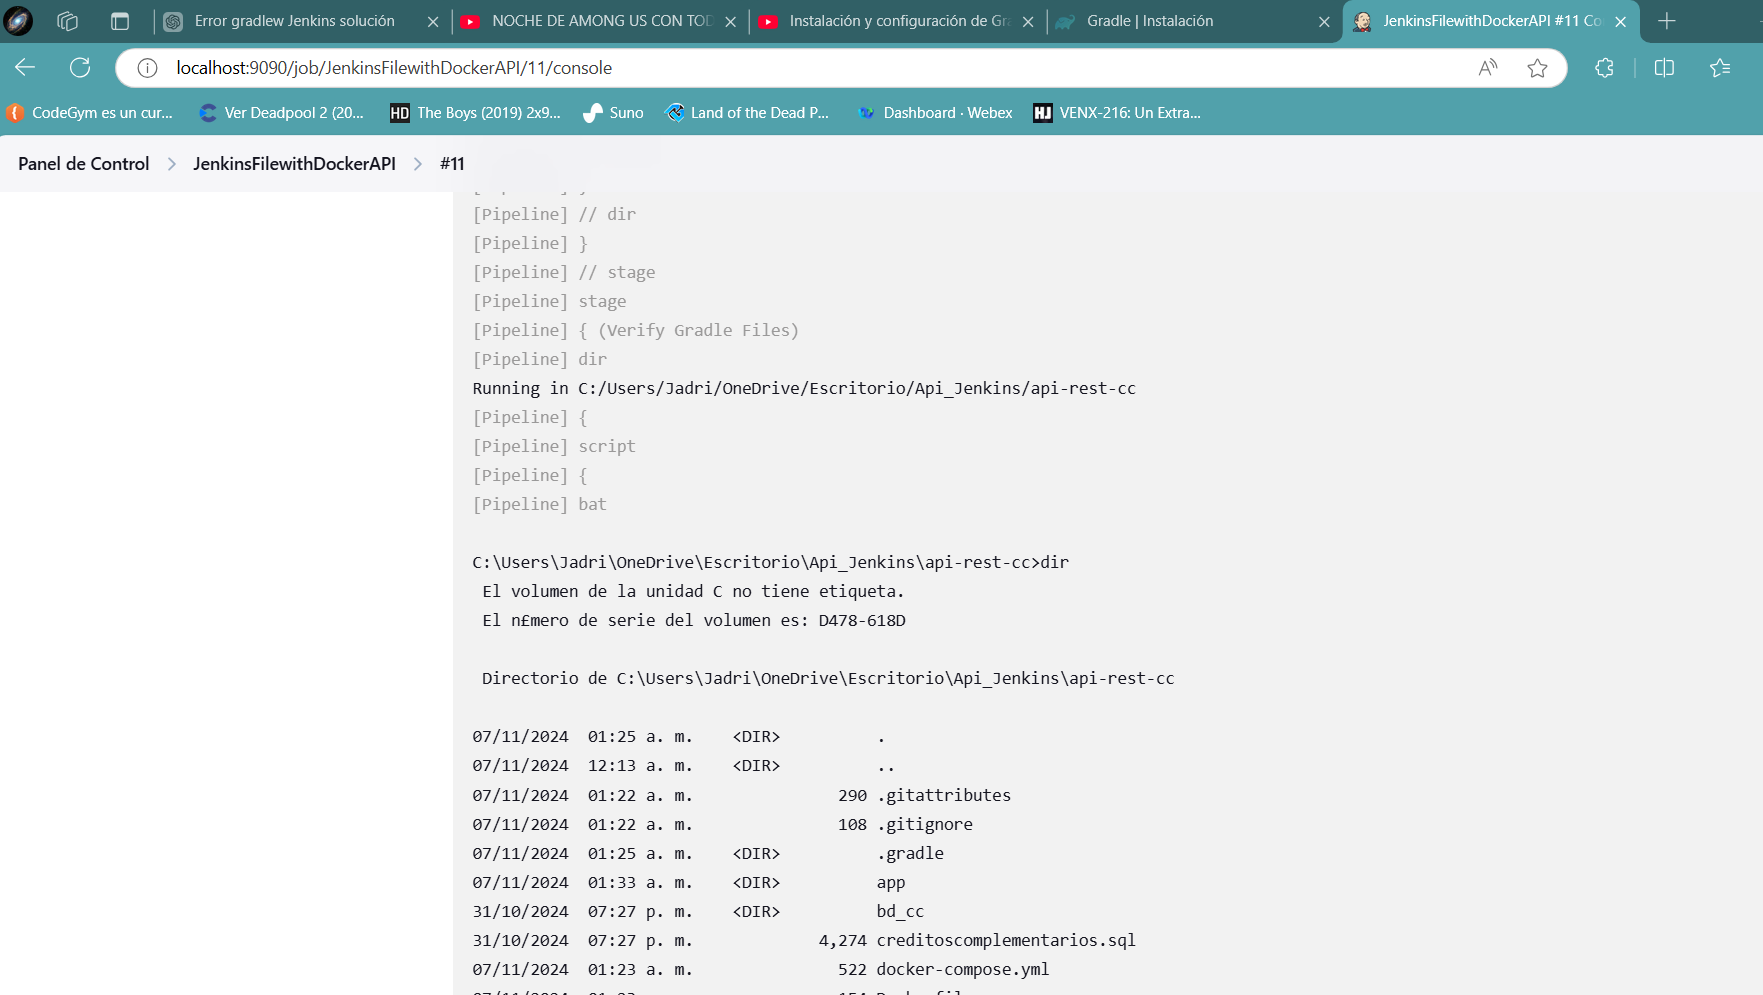 Error gradlew Jenkins solución
NOCHE DE AMONG US CON TOD
Instalación y configuración de Gra
Gradle | Instalación
JenkinsFilewithDockerAPI #11 Co
localhost:9090/job/JenkinsFilewithDockerAPI/11/console
CodeGym es un cur...
Ver Deadpool 2 (20...
HD The Boys (2019) 2x9...
Suno
Land of the Dead P...
Dashboard · Webex
HJ VENX-216: Un Extra...
Panel de Control > JenkinsFilewithDockerAPI > #11
[Pipeline] // dir
[Pipeline] }
[Pipeline] // stage
[Pipeline] stage
[Pipeline] { (Verify Gradle Files)
[Pipeline] dir
Running in C:/Users/Jadri/OneDrive/Escritorio/Api_Jenkins/api-rest-cc
[Pipeline] {
[Pipeline] script
[Pipeline] {
[Pipeline] bat
C:\Users\Jadri\OneDrive\Escritorio\Api_Jenkins\api-rest-cc>dir
El volumen de la unidad C no tiene etiqueta.
El n£mero de serie del volumen es: D478-618D
Directorio de C:\Users\Jadri\OneDrive\Escritorio\Api_Jenkins\api-rest-cc
07/11/2024  01:25 a. m.    <DIR>          .
07/11/2024  12:13 a. m.    <DIR>          ..
07/11/2024  01:22 a. m.               290 .gitattributes
07/11/2024  01:22 a. m.               108 .gitignore
07/11/2024  01:25 a. m.    <DIR>          .gradle
07/11/2024  01:33 a. m.    <DIR>          app
31/10/2024  07:27 p. m.    <DIR>          bd_cc
31/10/2024  07:27 p. m.             4,274 creditoscomplementarios.sql
07/11/2024  01:23 a. m.               522 docker-compose.yml